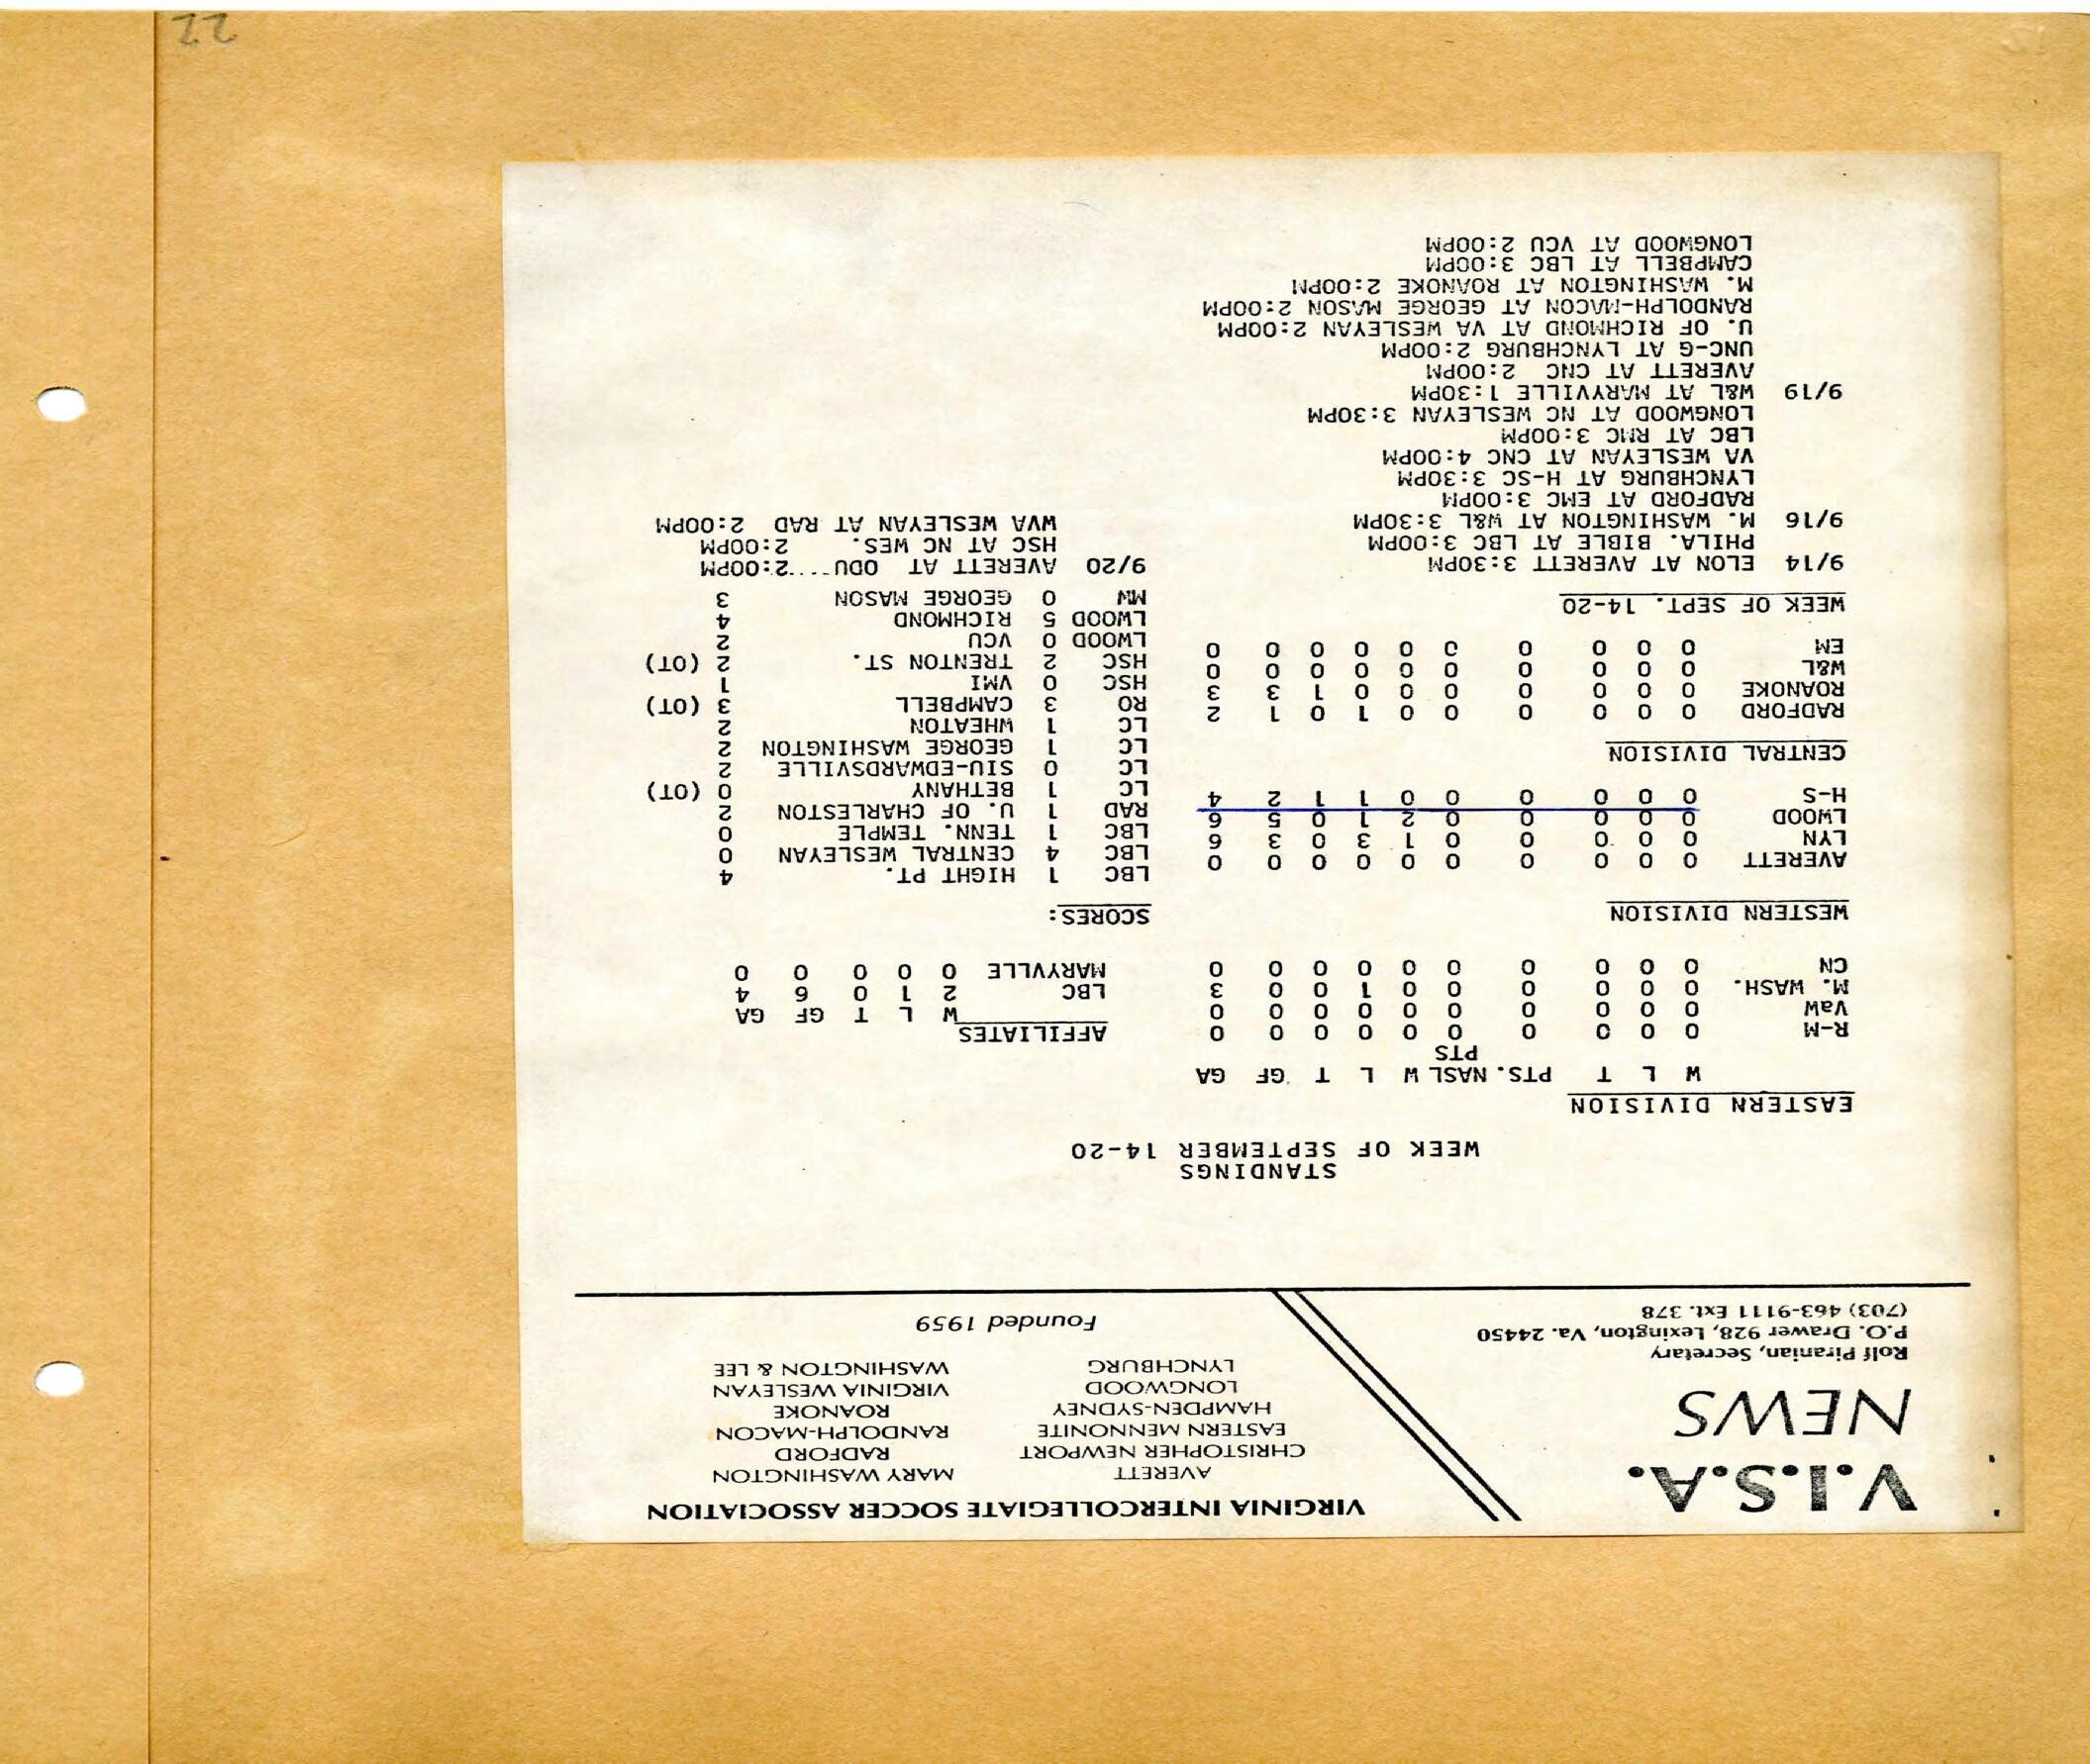 22
V.I.S.A.
NEWS
Rolf Piranian, Secretary
P.O. Drawer 928, Lexington, Va. 24450
(703) 463-9111 Ext. 378
VIRGINIA INTERCOLLEGIATE SOCCER ASSOCIATION
AVERETT
CHRISTOPHER NEWPORT
EASTERN MENNONITE
HAMPDEN-SYDNEY
LONGWOOD
LYNCHBURG
MARY WASHINGTON
RADFORD
RANDOLPH-MACON
ROANOKE
VIRGINIA WESLEYAN
WASHINGTON & LEE
Founded 1959
STANDINGS
WEEK OF SEPTEMBER 14-20
EASTERN DIVISION
W L T PTS. NASL W L T GF GA
PTS
R-M 0 0 0 0 0 0 0 0 0 0
VaW 0 0 0 0 0 0 0 0 0 0
M. WASH. 0 0 0 0 0 0 1 0 0 3
CN 0 0 0 0 0 0 0 0 0 0
WESTERN DIVISION
AVERETT 0 0 0 0 0 0 0 0 0 0
LYN 0 0 0 0 0 1 3 0 3 6
LWOOD 0 0 0 0 0 2 1 0 5 6
H-S 0 0 0 0 0 0 1 1 2 4
CENTRAL DIVISION
RADFORD 0 0 0 0 0 0 1 0 1 2
ROANOKE 0 0 0 0 0 0 0 1 3 3
W&L 0 0 0 0 0 0 0 0 0 0
EM 0 0 0 0 0 0 0 0 0 0
WEEK OF SEPT. 14-20
9/14 ELON AT AVERETT 3:30PM
PHILA. BIBLE AT LBC 3:00PM
9/16 M. WASHINGTON AT W&L 3:30PM
RADFORD AT EMC 3:00PM
LYNCHBURG AT H-SC 3:30PM
VA WESLEYAN AT CNC 4:00PM
LBC AT RMC 3:00PM
LONGWOOD AT NC WESLEYAN 3:30PM
9/19 W&L AT MARYVILLE 1:30PM
AVERETT AT CNC 2:00PM
UNC-G AT LYNCHBURG 2:00PM
U. OF RICHMOND AT VA WESLEYAN 2:00PM
RANDOLPH-MACON AT GEORGE MASON 2:00PM
M. WASHINGTON AT ROANOKE 2:00PM
CAMPBELL AT LBC 3:00PM
LONGWOOD AT VCU 2:00PM
AFFILIATES W L T GF GA
LBC 2 1 0 6 4
MARYVLLE 0 0 0 0 0
SCORES:
LBC 1 HIGHT PT. 4
LBC 4 CENTRAL WESLEYAN 0
LBC 1 TENN. TEMPLE 0
RAD 1 U. OF CHARLESTON 2
LC 1 BETHANY 0 (OT)
LC 0 SIU-EDWARDSVILLE 2
LC 1 GEORGE WASHINGTON 2
LC 1 WHEATON 2
RO 3 CAMPBELL 3 (OT)
HSC 0 VMI 1
HSC 2 TRENTON ST. 2 (OT)
LWOOD 0 VCU 2
LWOOD 5 RICHMOND 4
MW 0 GEORGE MASON 3
9/20 AVERETT AT ODU....2:00PM
HSC AT NC WES. 2:00PM
WVA WESLEYAN AT RAD 2:00PM